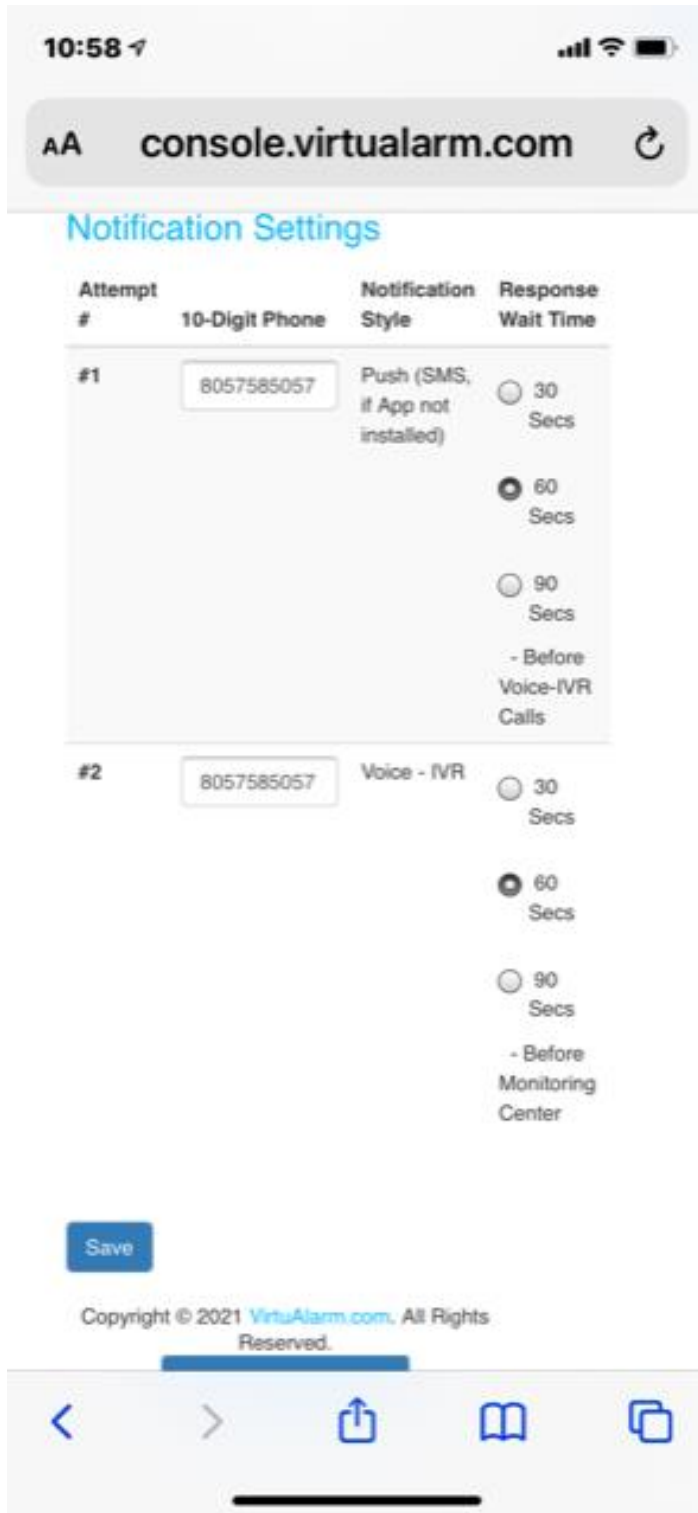 10:58
AA console.virtualarm.com
Notification Settings
Attempt # 10-Digit Phone Notification Style Response Wait Time
#1 8057585057 Push (SMS, if App not installed)
30 Secs
60 Secs
90 Secs
- Before Voice-IVR Calls
#2 8057585057 Voice - IVR
30 Secs
60 Secs
90 Secs
- Before Monitoring Center
Save
Copyright © 2021 VirtuAlarm.com. All Rights
Reserved.